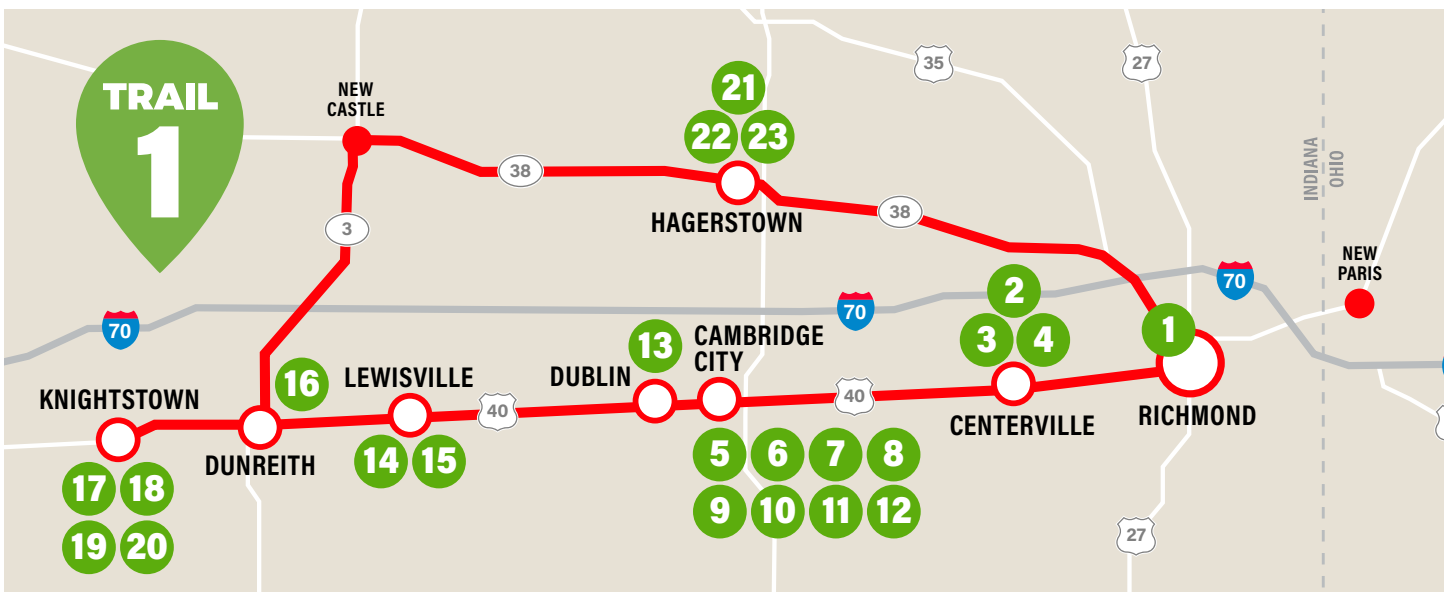 TRAIL
1
NEW
CASTLE
21
22 23
35
27
38
HAGERSTOWN
38
3
INDIANA
OHIO
NEW
PARIS
70
70
70
2
3 4
1
13
CAMBRIDGE
CITY
16
LEWISVILLE
DUBLIN
KNIGHTSTOWN
40
40
CENTERVILLE
RICHMOND
DUNREITH
14 15
5 6 7 8
9 10 11 12
17 18
19 20
27